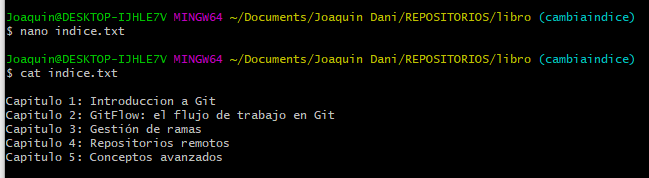 Joaquin@DESKTOP-IJHLE7V MINGW64 ~/Documents/Joaquin Dani/REPOSITORIOS/libro (cambiaindice)
$ nano indice.txt
Joaquin@DESKTOP-IJHLE7V MINGW64 ~/Documents/Joaquin Dani/REPOSITORIOS/libro (cambiaindice)
$ cat indice.txt
Capitulo 1: Introduccion a Git
Capitulo 2: GitFlow: el flujo de trabajo en Git
Capitulo 3: Gestión de ramas
Capitulo 4: Repositorios remotos
Capitulo 5: Conceptos avanzados